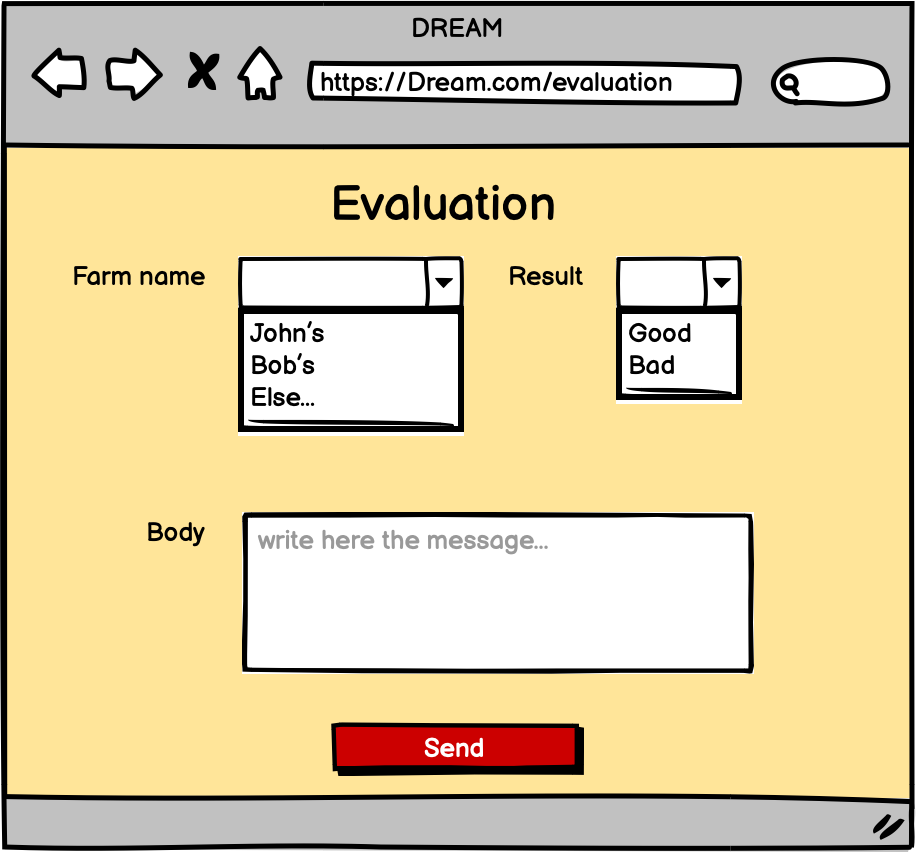 DREAM
https://Dream.com/evaluation
Evaluation
Farm name
Result
John's
Bob's
Else...
Good
Bad
Body
write here the message...
Send